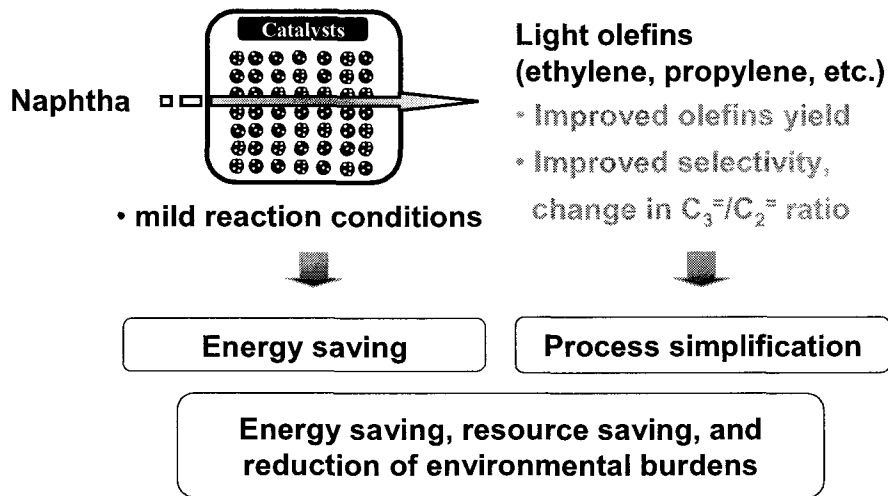 Catalysts
Naphtha
• mild reaction conditions
Light olefins
(ethylene, propylene, etc.)
• Improved olefins yield
• Improved selectivity,
change in C₃⁼/C₂⁼ ratio
Energy saving
Process simplification
Energy saving, resource saving, and
reduction of environmental burdens